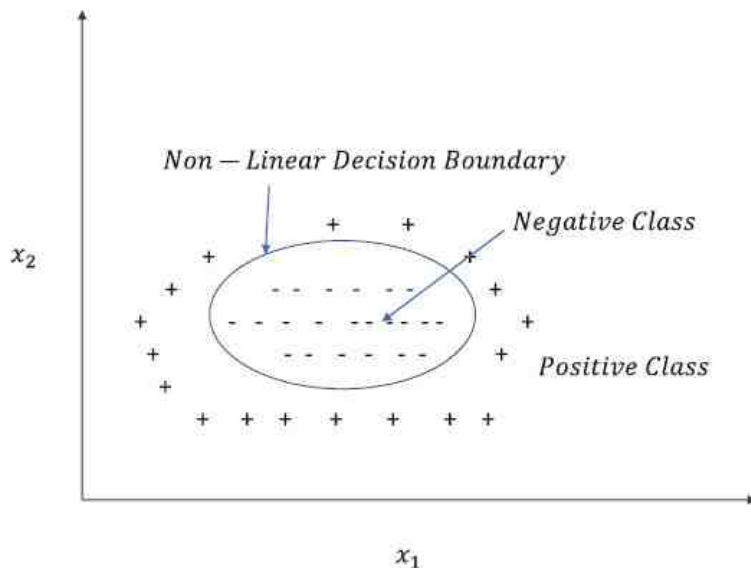 Non − Linear Decision Boundary
Negative Class
x₂
Positive Class
x₁